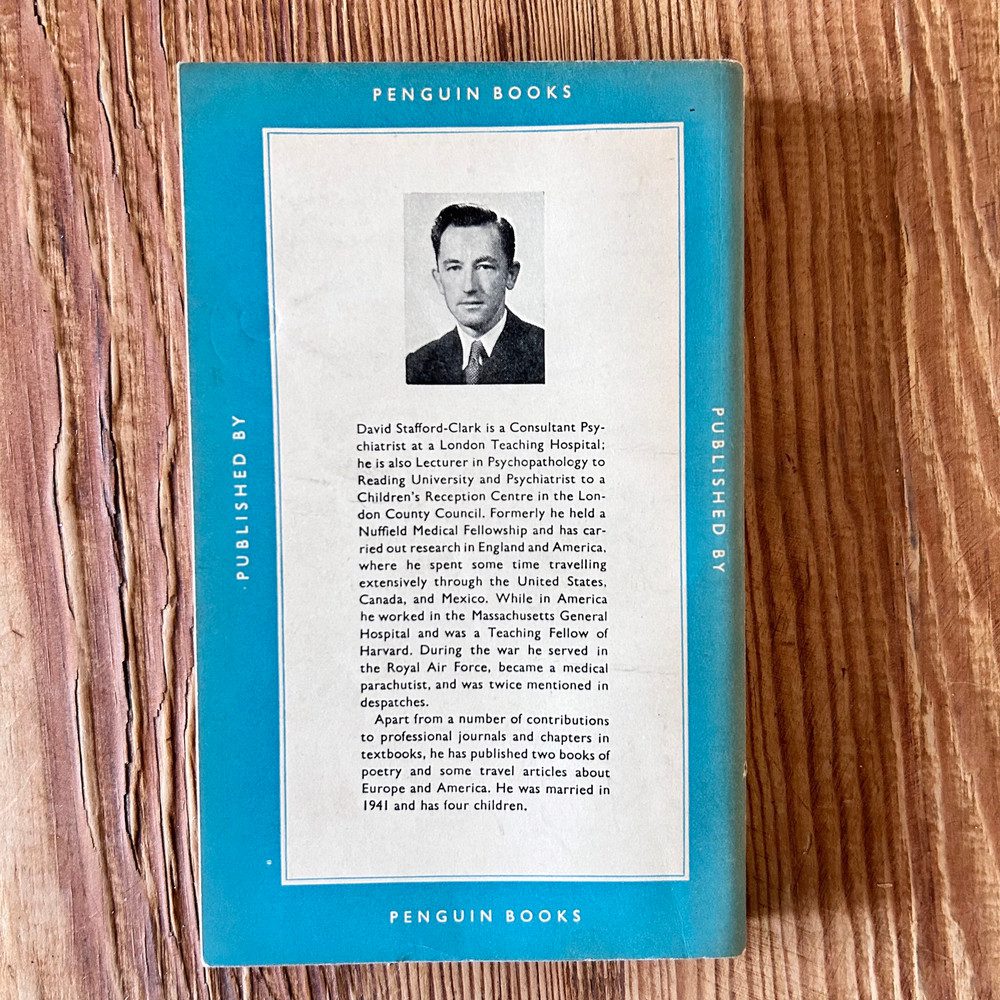 PENGUIN BOOKS
PUBLISHED BY
David Stafford-Clark is a Consultant Psy-
chiatrist at a London Teaching Hospital;
he is also Lecturer in Psychopathology to
Reading University and Psychiatrist to a
Children's Reception Centre in the Lon-
don County Council. Formerly he held a
Nuffield Medical Fellowship and has car-
ried out research in England and America,
where he spent some time travelling
extensively through the United States,
Canada, and Mexico. While in America
he worked in the Massachusetts General
Hospital and was a Teaching Fellow of
Harvard. During the war he served in
the Royal Air Force, became a medical
parachutist, and was twice mentioned in
despatches.
Apart from a number of contributions
to professional journals and chapters in
textbooks, he has published two books of
poetry and some travel articles about
Europe and America. He was married in
1941 and has four children.
PUBLISHED BY
PENGUIN BOOKS